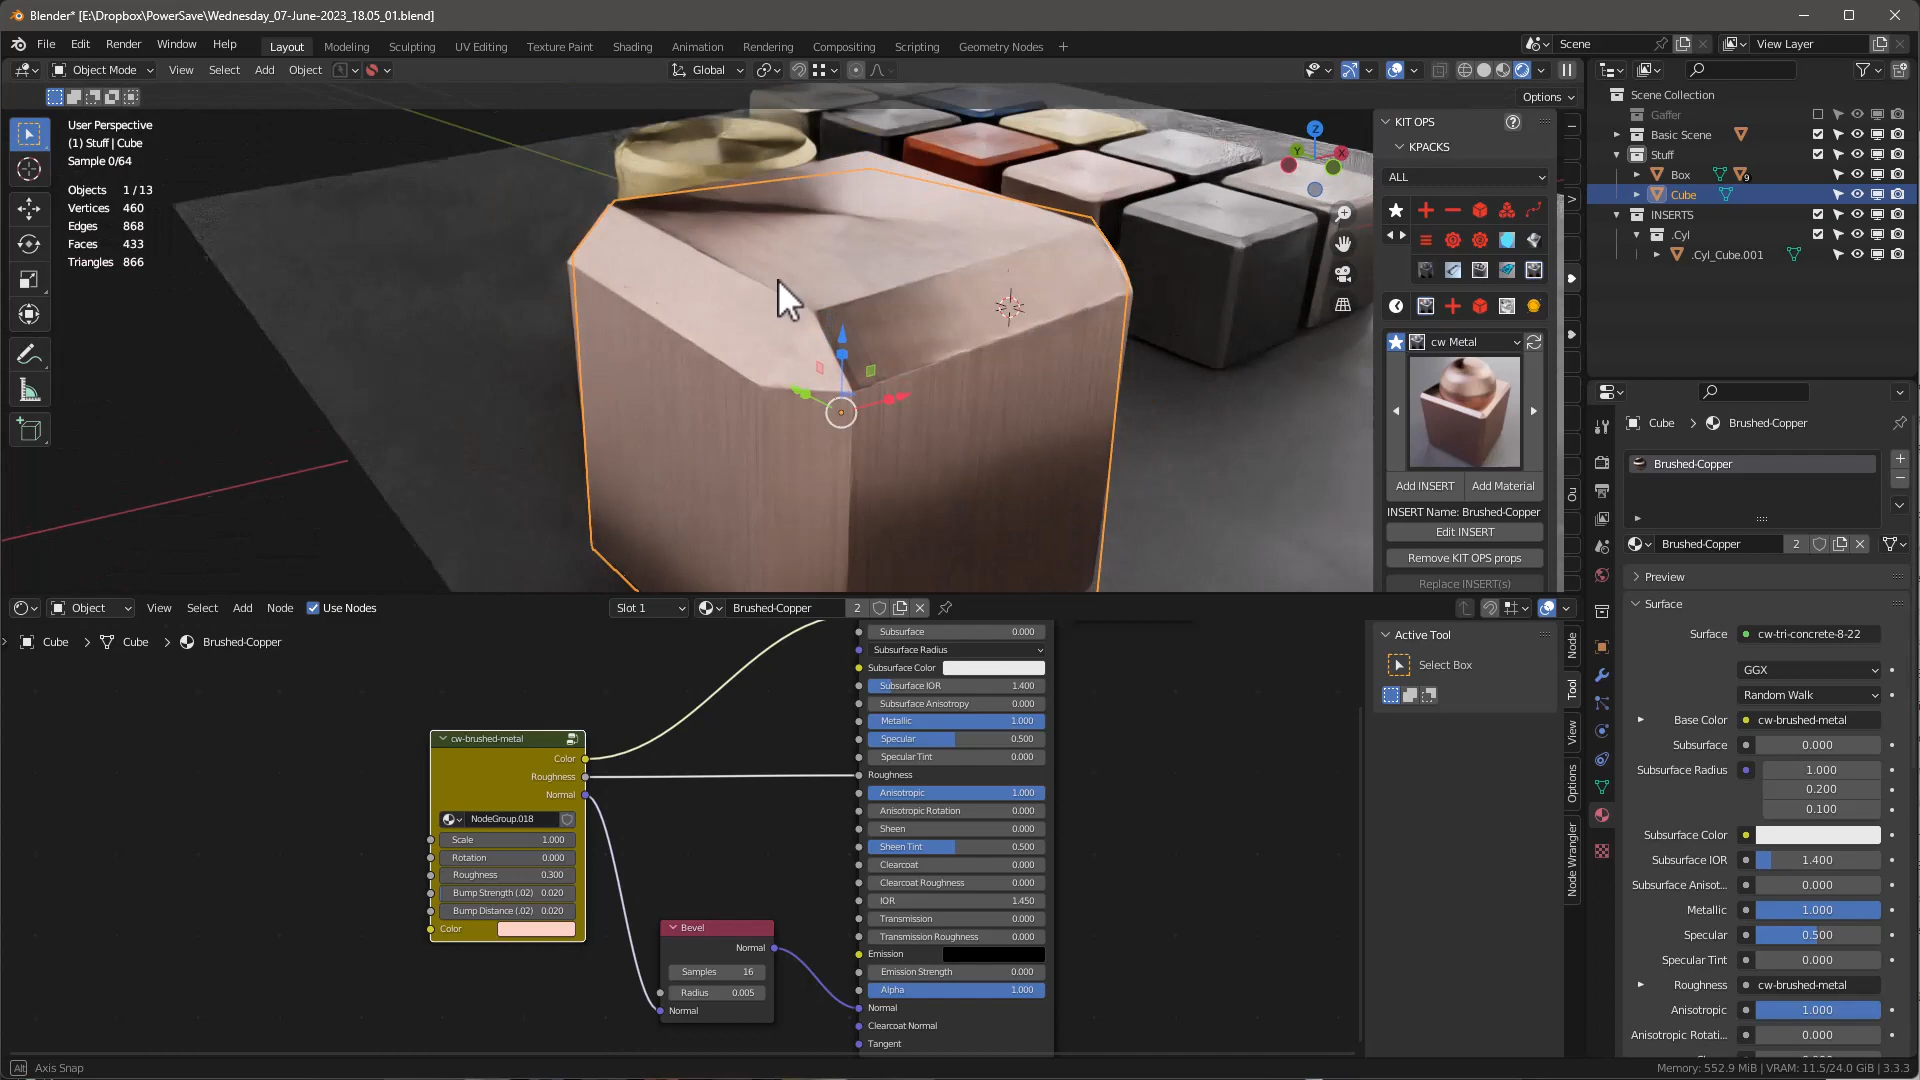 Blender* [E:\Dropbox\PowerSave\Wednesday_07-June-2023_18.05_01.blend]
File Edit Render Window Help Layout Modeling Sculpting UV Editing Texture Paint Shading Animation Rendering Compositing Scripting Geometry Nodes + Scene View Layer
Object Mode View Select Add Object Global
Options
User Perspective
(1) Stuff | Cube
Sample 0/64
Objects 1 / 13
Vertices 460
Edges 868
Faces 433
Triangles 866
Z
Y
X
KIT OPS
KPACKS
ALL
cw Metal
Add INSERT Add Material
INSERT Name: Brushed-Copper
Edit INSERT
Remove KIT OPS props
Replace INSERT(s)
Ou
Scene Collection
Gaffer
Basic Scene
Stuff
Box 9
Cube
INSERTS
.Cyl
.Cyl_Cube.001
Cube > Brushed-Copper
Brushed-Copper
Brushed-Copper 2
Preview
Surface
Surface cw-tri-concrete-8-22
GGX
Random Walk
Base Color cw-brushed-metal
Subsurface 0.000
Subsurface Radius 1.000
0.200
0.100
Subsurface Color
Subsurface IOR 1.400
Subsurface Anisot... 0.000
Metallic 1.000
Specular 0.500
Specular Tint 0.000
Roughness cw-brushed-metal
Anisotropic 1.000
Anisotropic Rotati... 0.000
Object View Select Add Node Use Nodes Slot 1 Brushed-Copper 2
Cube > Cube > Brushed-Copper
cw-brushed-metal
Color
Roughness
Normal
NodeGroup.018
Scale 1.000
Rotation 0.000
Roughness 0.300
Bump Strength (.02) 0.020
Bump Distance (.02) 0.020
Color
Bevel
Normal
Samples 16
Radius 0.005
Normal
Subsurface 0.000
Subsurface Radius
Subsurface Color
Subsurface IOR 1.400
Subsurface Anisotropy 0.000
Metallic 1.000
Specular 0.500
Specular Tint 0.000
Roughness
Anisotropic 1.000
Anisotropic Rotation 0.000
Sheen 0.000
Sheen Tint 0.500
Clearcoat 0.000
Clearcoat Roughness 0.000
IOR 1.450
Transmission 0.000
Transmission Roughness 0.000
Emission
Emission Strength 0.000
Alpha 1.000
Normal
Clearcoat Normal
Tangent
Active Tool
Select Box
Node
Tool
View
Options
Node Wrangler
Alt Axis Snap
Memory: 552.9 MiB | VRAM: 11.5/24.0 GiB | 3.3.3